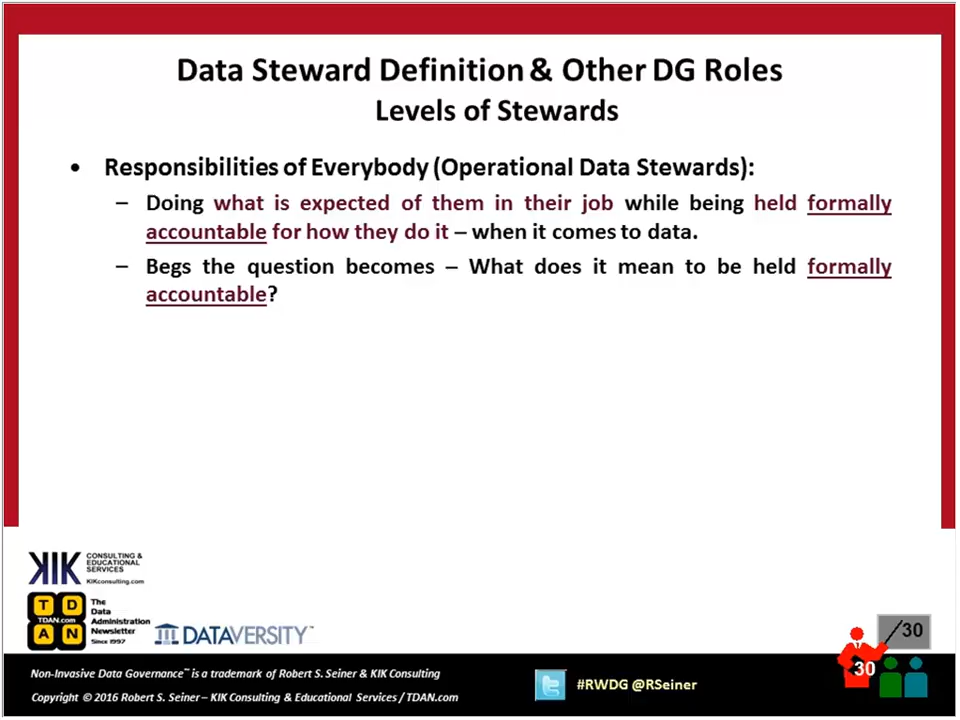 Data Steward Definition & Other DG Roles
Levels of Stewards
• Responsibilities of Everybody (Operational Data Stewards):
– Doing what is expected of them in their job while being held formally
accountable for how they do it – when it comes to data.
– Begs the question becomes – What does it mean to be held formally
accountable?
KIK
CONSULTING &
EDUCATIONAL
SERVICES
KIKconsulting.com
T D
TDAN.com
A N
The
Data
Administration
Newsletter
Since 1997
DATAVERSITY™
30
30
Non-Invasive Data Governance™ is a trademark of Robert S. Seiner & KIK Consulting
Copyright © 2016 Robert S. Seiner – KIK Consulting & Educational Services / TDAN.com
#RWDG @RSeiner